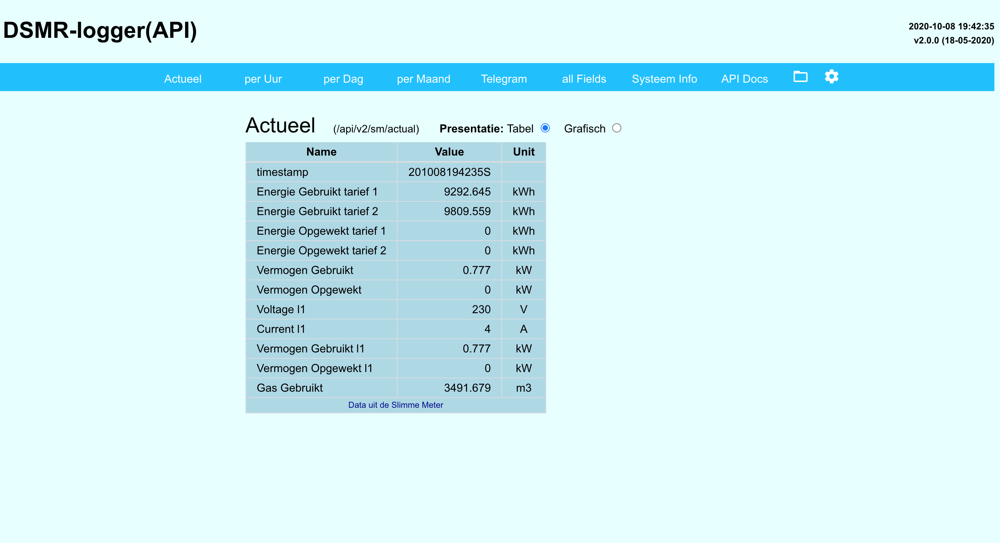 DSMR-logger(API)
2020-10-08 19:42:35
v2.0.0 (18-05-2020)
Actueel per Uur per Dag per Maand Telegram all Fields Systeem Info API Docs
Actueel (/api/v2/sm/actual) Presentatie: Tabel Grafisch
Name Value Unit
timestamp 201008194235S
Energie Gebruikt tarief 1 9292.645 kWh
Energie Gebruikt tarief 2 9809.559 kWh
Energie Opgewekt tarief 1 0 kWh
Energie Opgewekt tarief 2 0 kWh
Vermogen Gebruikt 0.777 kW
Vermogen Opgewekt 0 kW
Voltage l1 230 V
Current l1 4 A
Vermogen Gebruikt l1 0.777 kW
Vermogen Opgewekt l1 0 kW
Gas Gebruikt 3491.679 m3
Data uit de Slimme Meter